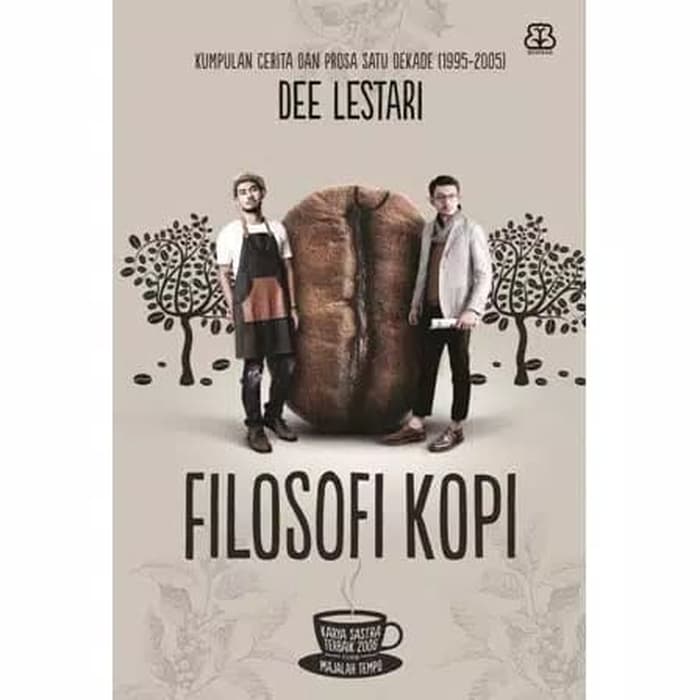 KUMPULAN CERITA DAN PROSA SATU DEKADE (1995-2005)
DEE LESTARI
FILOSOFI KOPI
KARYA SASTRA
TERBAIK 2006
MAJALAH TEMPO